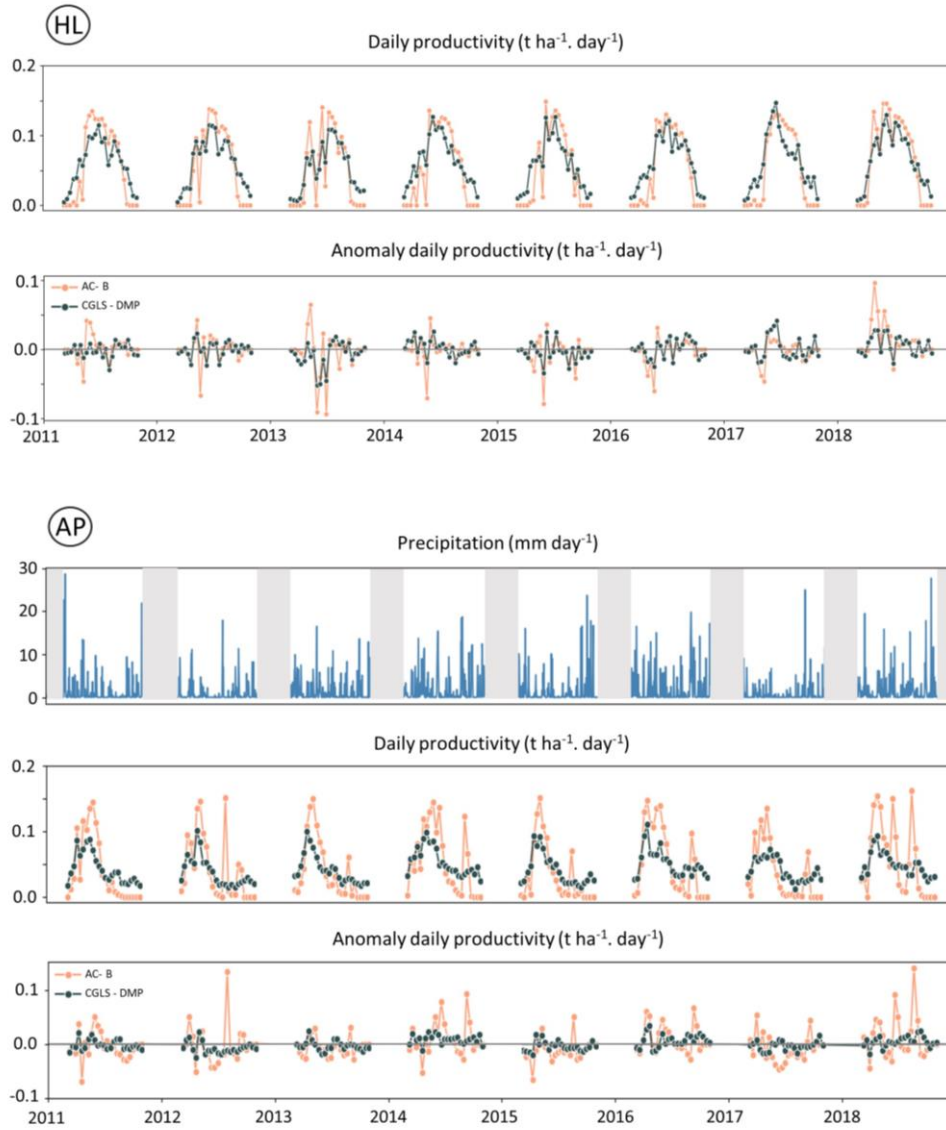 HL
Daily productivity (t ha⁻¹. day⁻¹)
0.2
0.1
0.0
Anomaly daily productivity (t ha⁻¹. day⁻¹)
0.1
AC- B
CGLS - DMP
0.0
-0.1
2011 2012 2013 2014 2015 2016 2017 2018
AP
Precipitation (mm day⁻¹)
30
20
10
0
Daily productivity (t ha⁻¹. day⁻¹)
0.2
0.1
0.0
Anomaly daily productivity (t ha⁻¹. day⁻¹)
AC- B
CGLS - DMP
0.1
0.0
-0.1
2011 2012 2013 2014 2015 2016 2017 2018